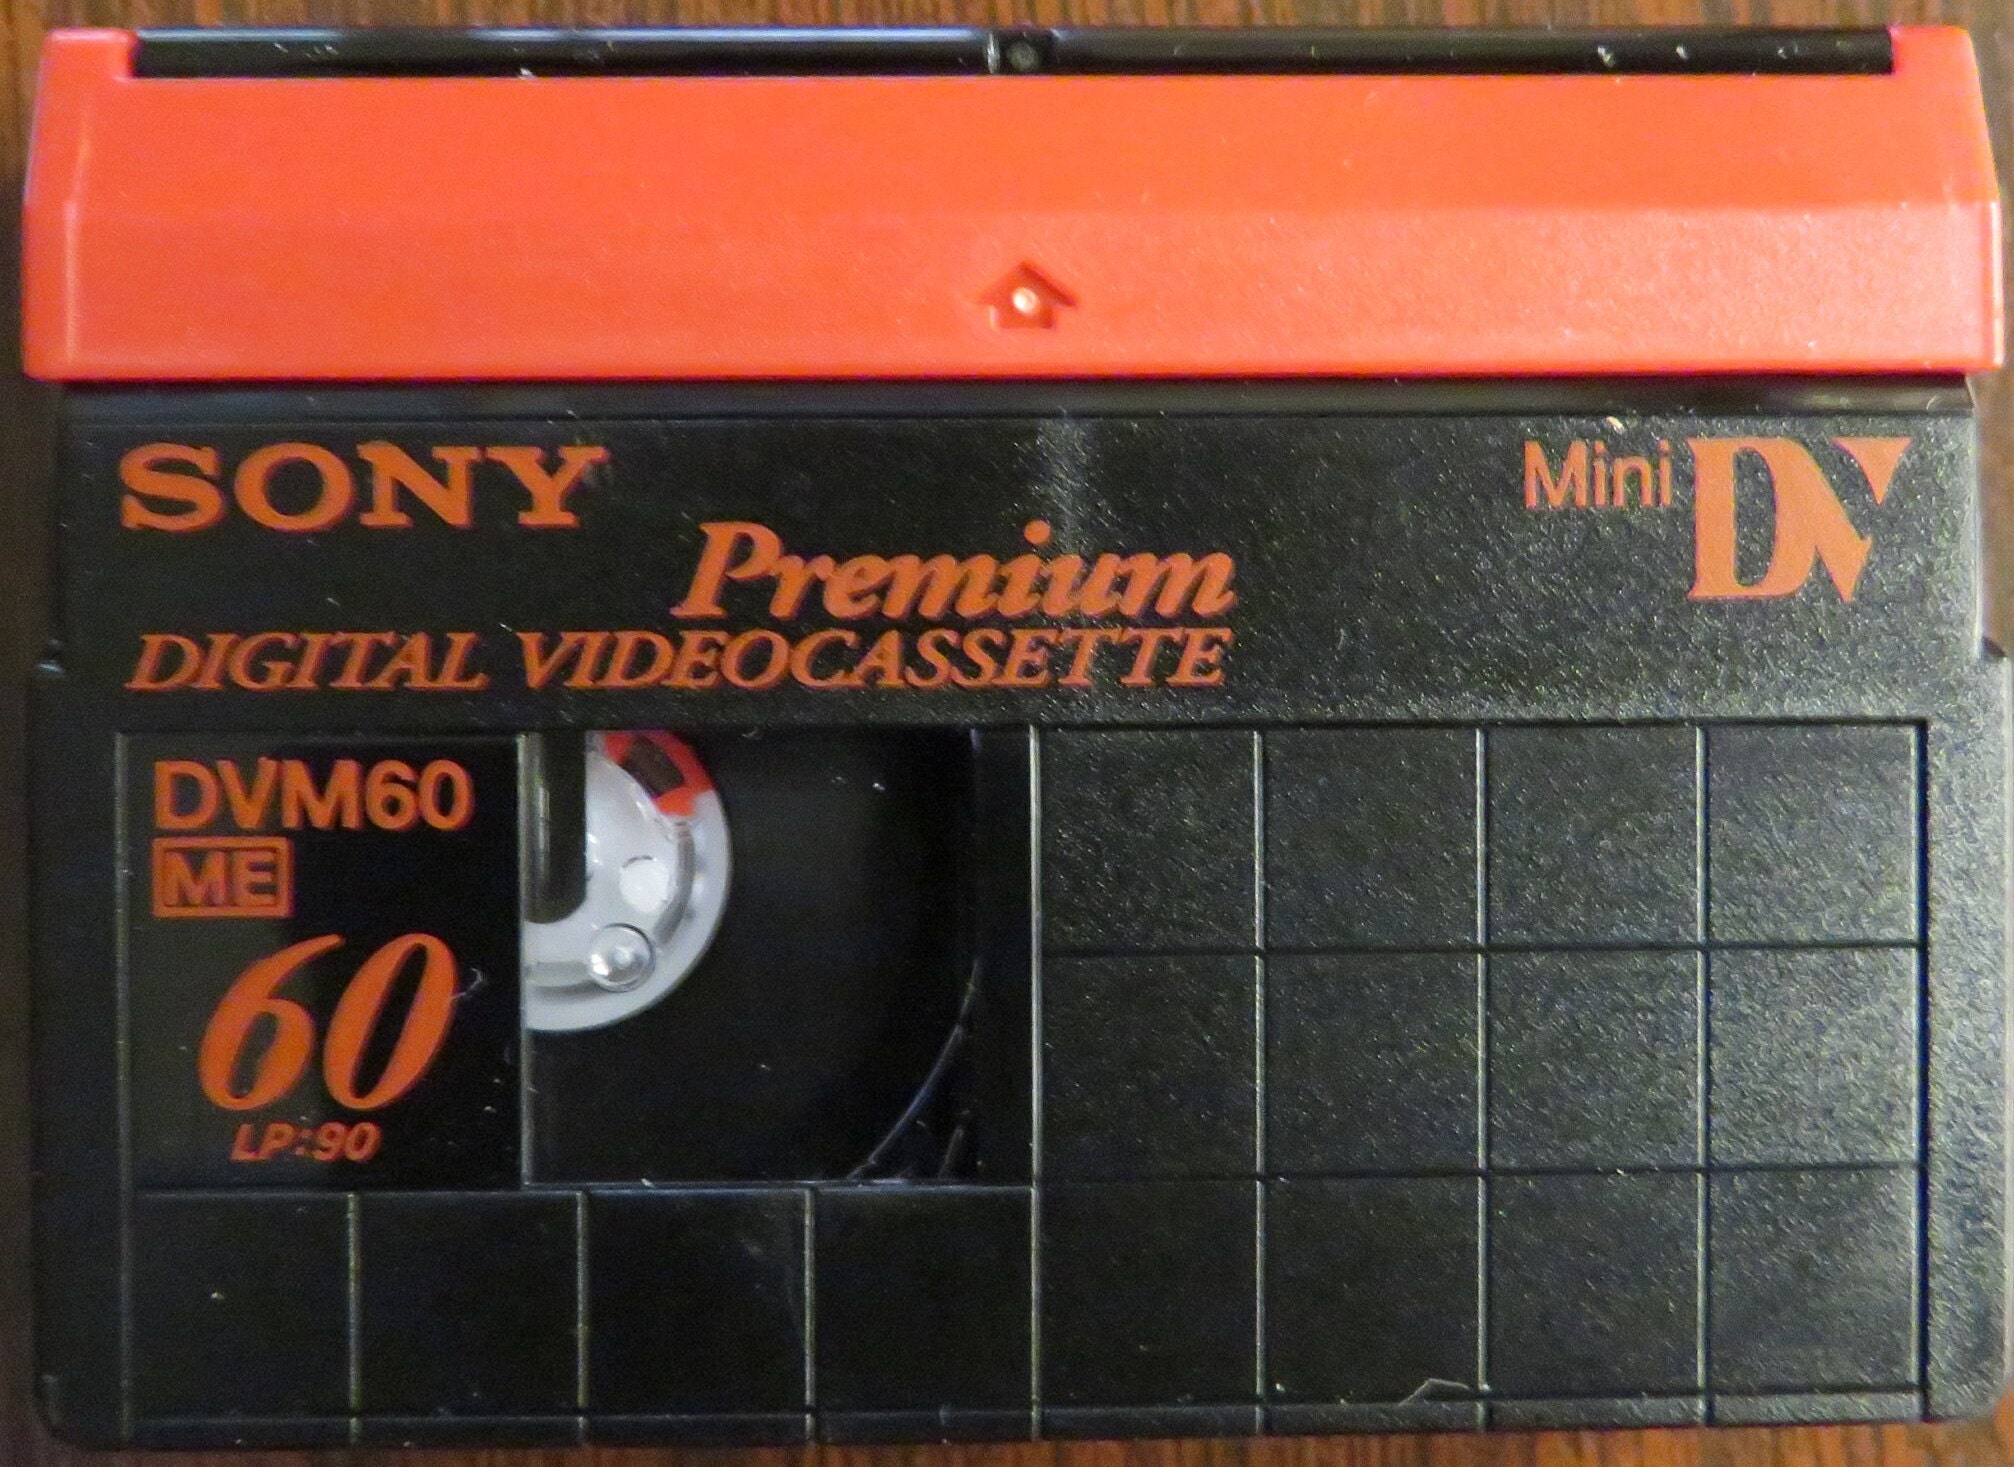 SONY
Mini DV
Premium
DIGITAL VIDEOCASSETTE
DVM60
ME
60
LP:90